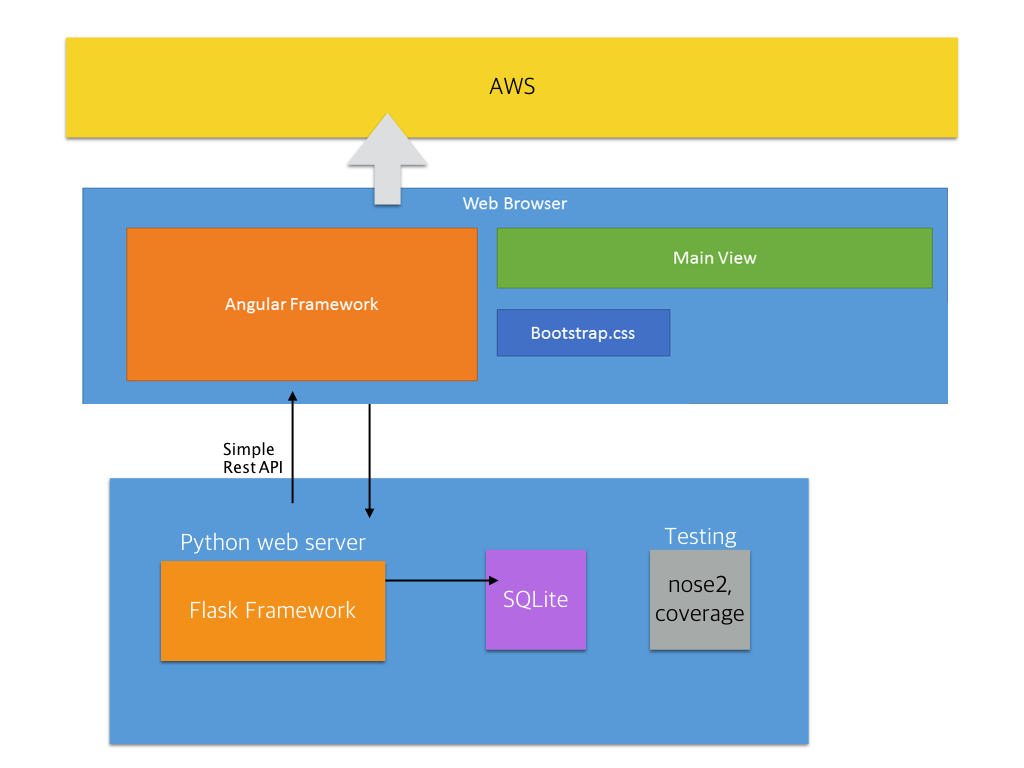 AWS
Web Browser
Angular Framework
Main View
Bootstrap.css
Simple
Rest API
Python web server
Flask Framework
SQLite
Testing
nose2,
coverage